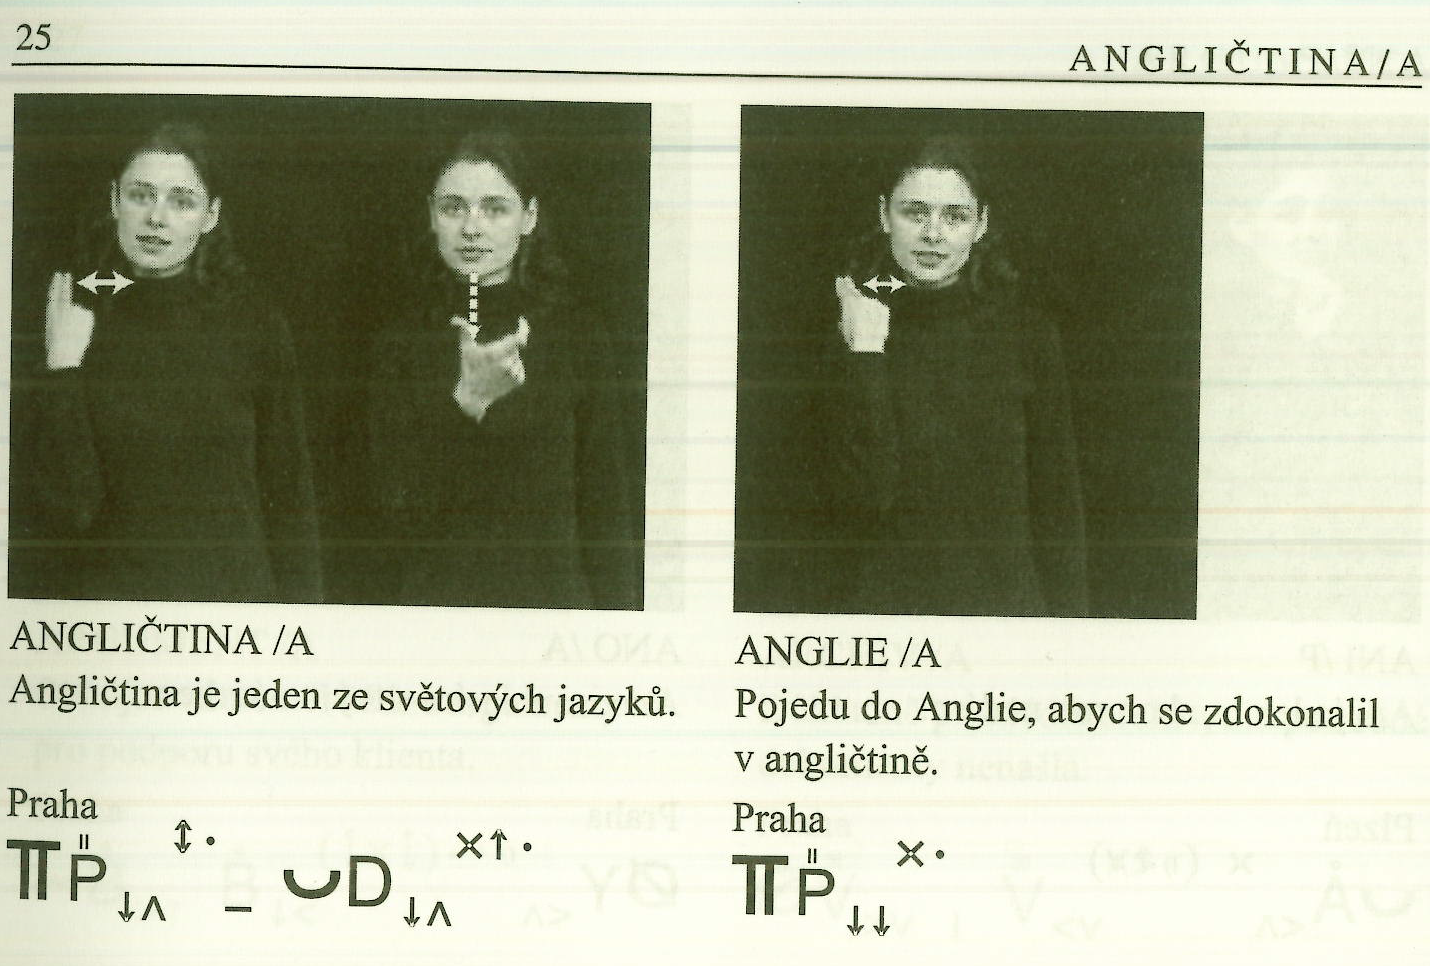 25
ANGLIČTINA/A
ANGLIČTINA /A
Angličtina je jeden ze světových jazyků.
Praha
ANGLIE /A
Pojedu do Anglie, abych se zdokonalil
v angličtině.
Praha